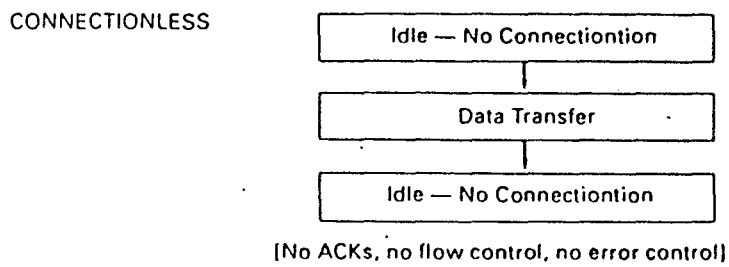 CONNECTIONLESS
Idle — No Connectiontion
Data Transfer
Idle — No Connectiontion
[No ACKs, no flow control, no error control]